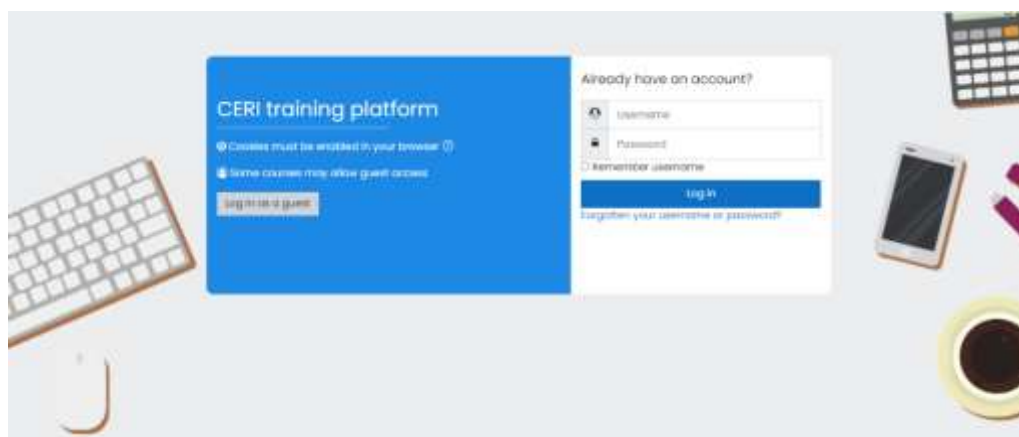 CERI training platform
Cookies must be enabled in your browser
Some courses may allow guest access
Log in as a guest
Already have an account?
Username
Password
Remember username
Log in
Forgotten your username or password?